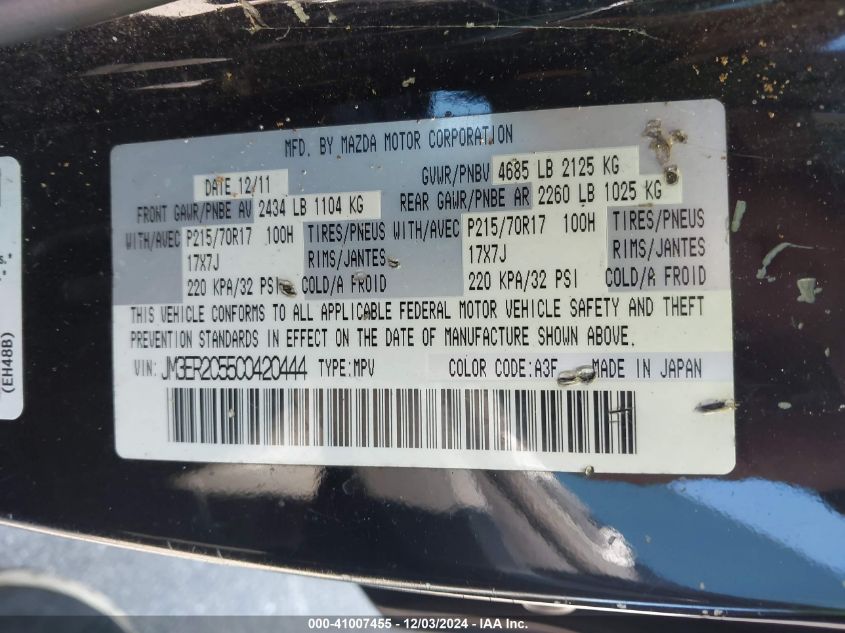 MFD. BY MAZDA MOTOR CORPORATION
DATE 12/11 GVWR/PNBV 4685 LB 2125 KG
FRONT GAWR/PNBE AV 2434 LB 1104 KG REAR GAWR/PNBE AR 2260 LB 1025 KG
WITH/AVEC P215/70R17 100H TIRES/PNEUS WITH/AVEC P215/70R17 100H TIRES/PNEUS
17X7J RIMS/JANTES 17X7J RIMS/JANTES
220 KPA/32 PSI COLD/A FROID 220 KPA/32 PSI COLD/A FROID
THIS VEHICLE CONFORMS TO ALL APPLICABLE FEDERAL MOTOR VEHICLE SAFETY AND THEFT
PREVENTION STANDARDS IN EFFECT ON THE DATE OF MANUFACTURE SHOWN ABOVE.
VIN: JM3ER2C55C0420444 TYPE:MPV COLOR CODE:A3F MADE IN JAPAN
(EH48B)
000-41007455 - 12/03/2024 - IAA Inc.